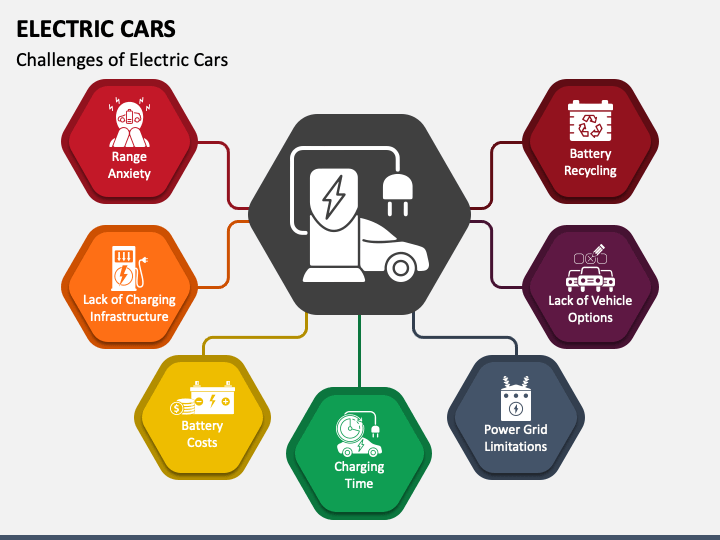 ELECTRIC CARS
Challenges of Electric Cars
Range
Anxiety
Battery
Recycling
Lack of Charging
Infrastructure
Lack of Vehicle
Options
Battery
Costs
Power Grid
Limitations
Charging
Time